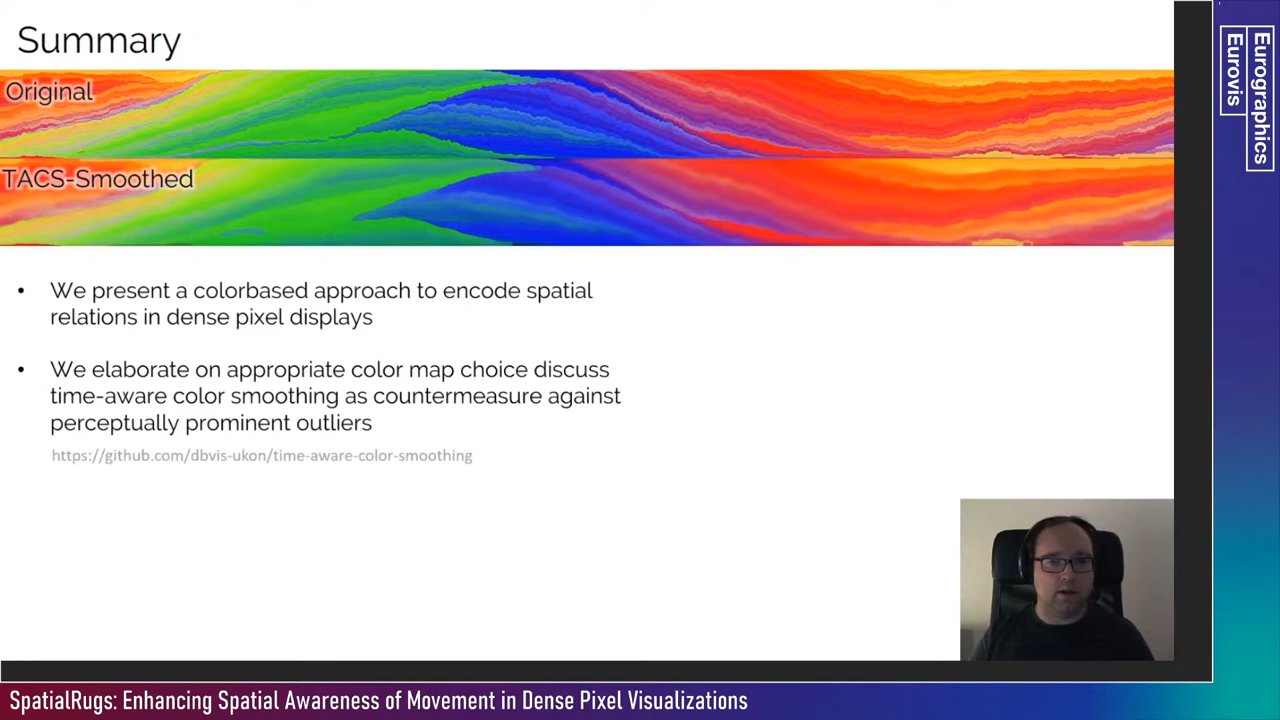 Summary
Original
TACS-Smoothed
• We present a colorbased approach to encode spatial
relations in dense pixel displays
• We elaborate on appropriate color map choice discuss
time-aware color smoothing as countermeasure against
perceptually prominent outliers
https://github.com/dbvis-ukon/time-aware-color-smoothing
Eurographics
Eurovis
SpatialRugs: Enhancing Spatial Awareness of Movement in Dense Pixel Visualizations